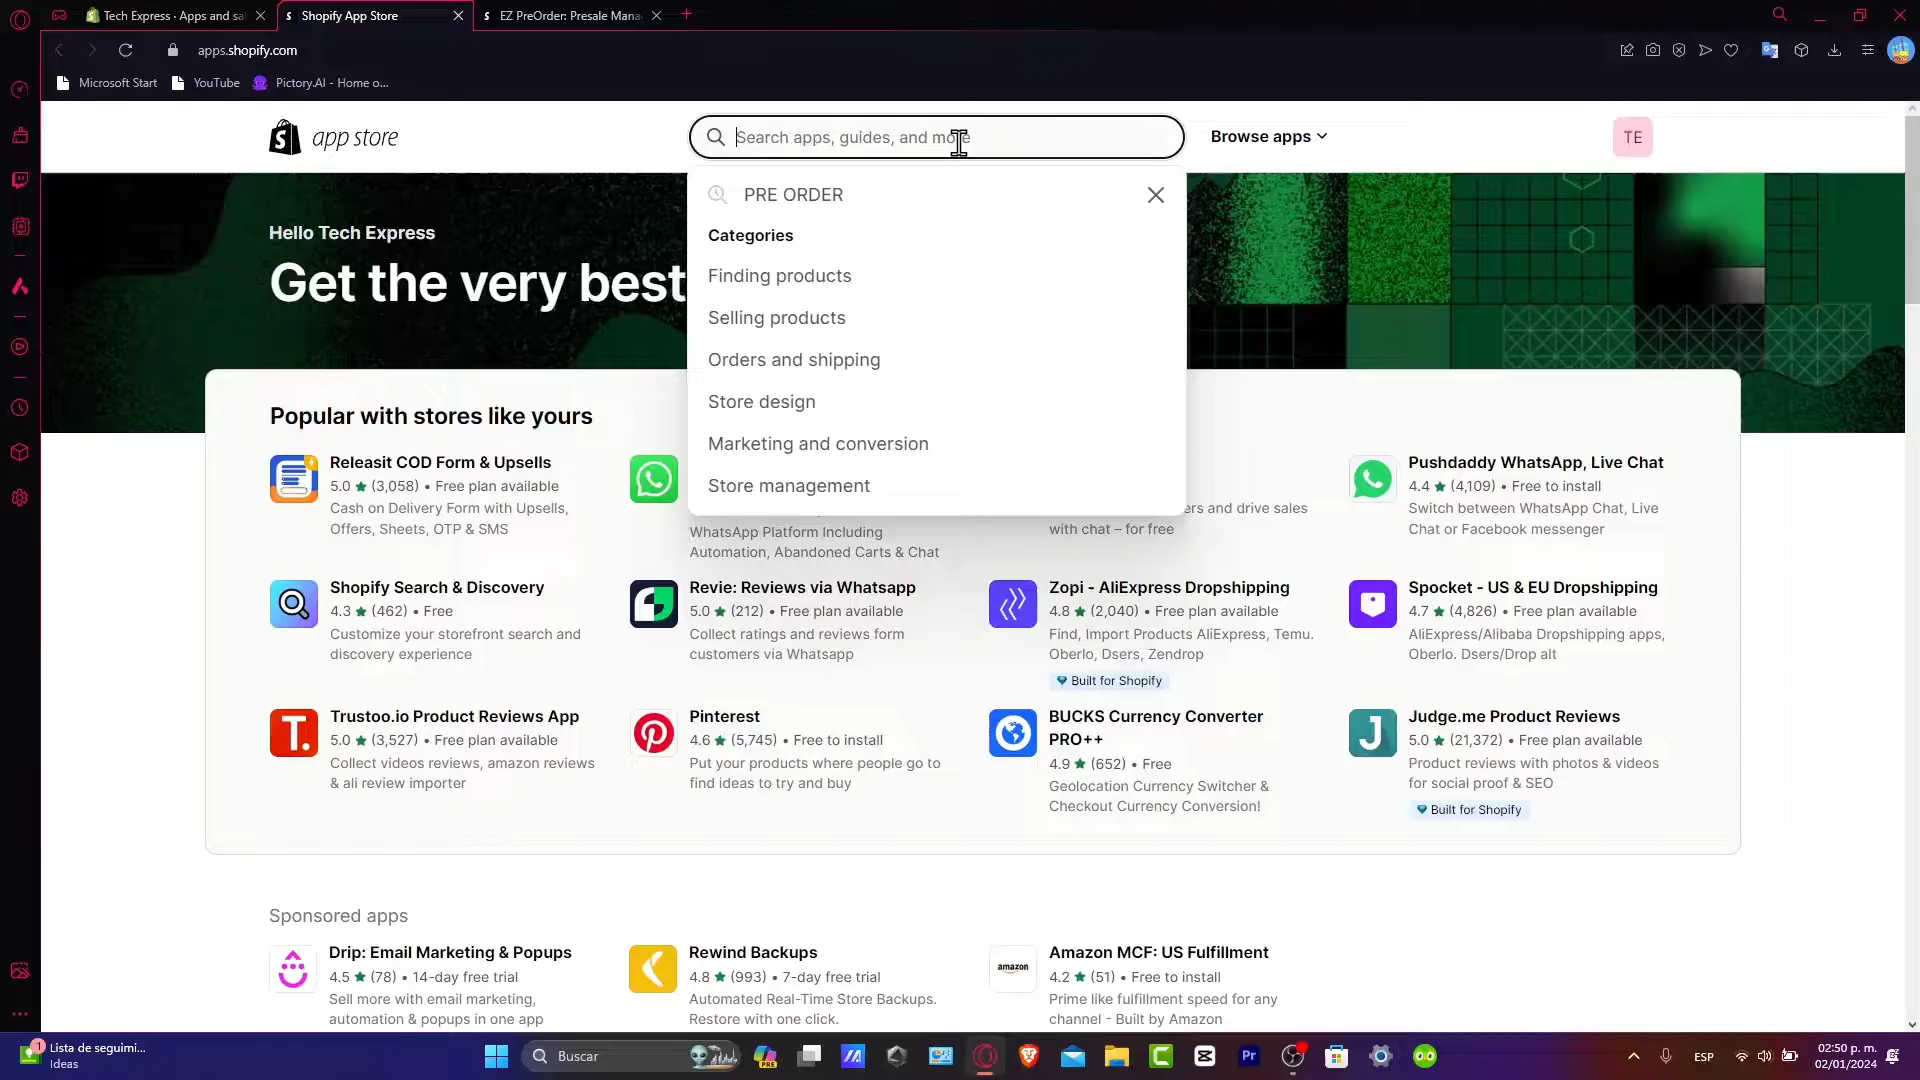 Tech Express · Apps and sal
Shopify App Store
EZ PreOrder: Presale Mana
apps.shopify.com
Microsoft Start
YouTube
Pictory.AI - Home o...
app store
Search apps, guides, and more
Browse apps
TE
PRE ORDER
Categories
Finding products
Selling products
Orders and shipping
Store design
Marketing and conversion
Store management
Hello Tech Express
Get the very best
Popular with stores like yours
Releasit COD Form & Upsells
5.0 ★ (3,058) • Free plan available
Cash on Delivery Form with Upsells,
Offers, Sheets, OTP & SMS
WhatsApp Platform Including
Automation, Abandoned Carts & Chat
ers and drive sales
with chat – for free
Pushdaddy WhatsApp, Live Chat
4.4 ★ (4,109) • Free to install
Switch between WhatsApp Chat, Live
Chat or Facebook messenger
Shopify Search & Discovery
4.3 ★ (462) • Free
Customize your storefront search and
discovery experience
Revie: Reviews via Whatsapp
5.0 ★ (212) • Free plan available
Collect ratings and reviews form
customers via Whatsapp
Zopi - AliExpress Dropshipping
4.8 ★ (2,040) • Free plan available
Find, Import Products AliExpress, Temu.
Oberlo, Dsers, Zendrop
Built for Shopify
Spocket - US & EU Dropshipping
4.7 ★ (4,826) • Free plan available
AliExpress/Alibaba Dropshipping apps,
Oberlo. Dsers/Drop alt
Trustoo.io Product Reviews App
5.0 ★ (3,527) • Free plan available
Collect videos reviews, amazon reviews
& ali review importer
Pinterest
4.6 ★ (5,745) • Free to install
Put your products where people go to
find ideas to try and buy
BUCKS Currency Converter
PRO++
4.9 ★ (652) • Free
Geolocation Currency Switcher &
Checkout Currency Conversion!
Judge.me Product Reviews
5.0 ★ (21,372) • Free plan available
Product reviews with photos & videos
for social proof & SEO
Built for Shopify
Sponsored apps
Drip: Email Marketing & Popups
4.5 ★ (78) • 14-day free trial
Sell more with email marketing,
automation & popups in one app
Rewind Backups
4.8 ★ (993) • 7-day free trial
Automated Real-Time Store Backups.
Restore with one click.
amazon
Amazon MCF: US Fulfillment
4.2 ★ (51) • Free to install
Prime like fulfillment speed for any
channel - Built by Amazon
1
Lista de seguimi...
Ideas
Buscar
PRE
Pr
ESP
02:50 p. m.
02/01/2024